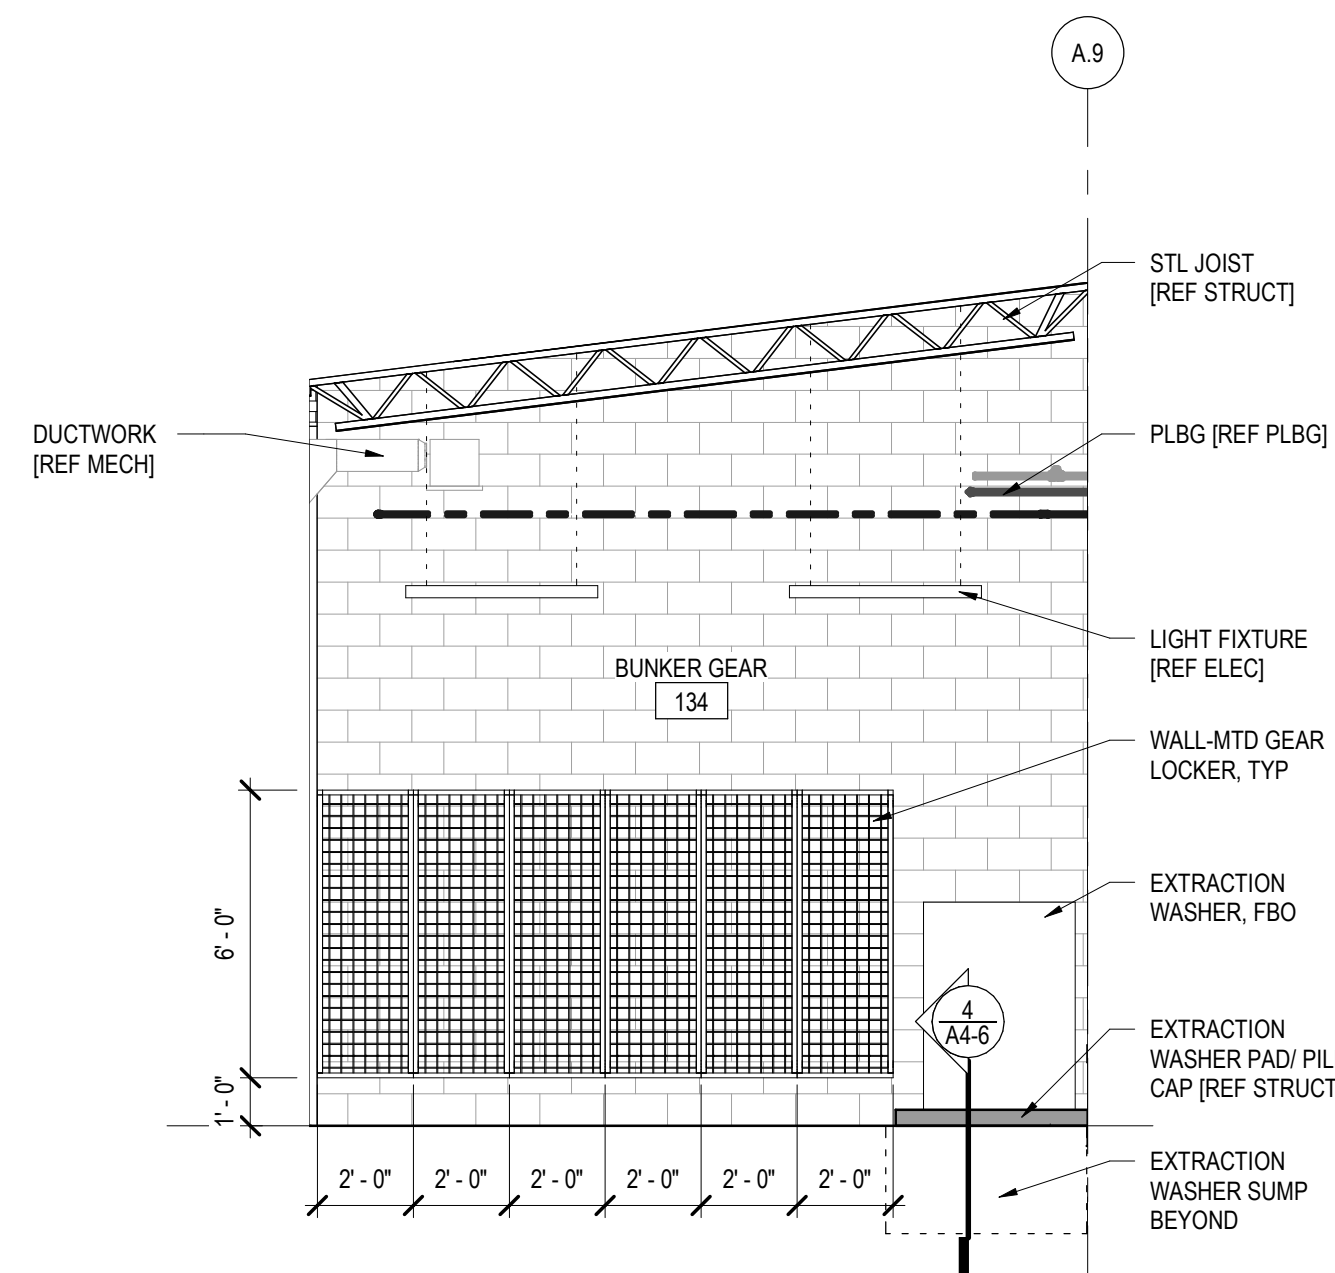 A.9
STL JOIST
[REF STRUCT]
DUCTWORK
[REF MECH]
PLBG [REF PLBG]
LIGHT FIXTURE
[REF ELEC]
BUNKER GEAR
134
WALL-MTD GEAR
LOCKER, TYP
6' - 0"
EXTRACTION
WASHER, FBO
4
A4-6
EXTRACTION
WASHER PAD/ PIL
CAP [REF STRUCT
1' - 0"
2' - 0" 2' - 0" 2' - 0" 2' - 0" 2' - 0" 2' - 0"
EXTRACTION
WASHER SUMP
BEYOND